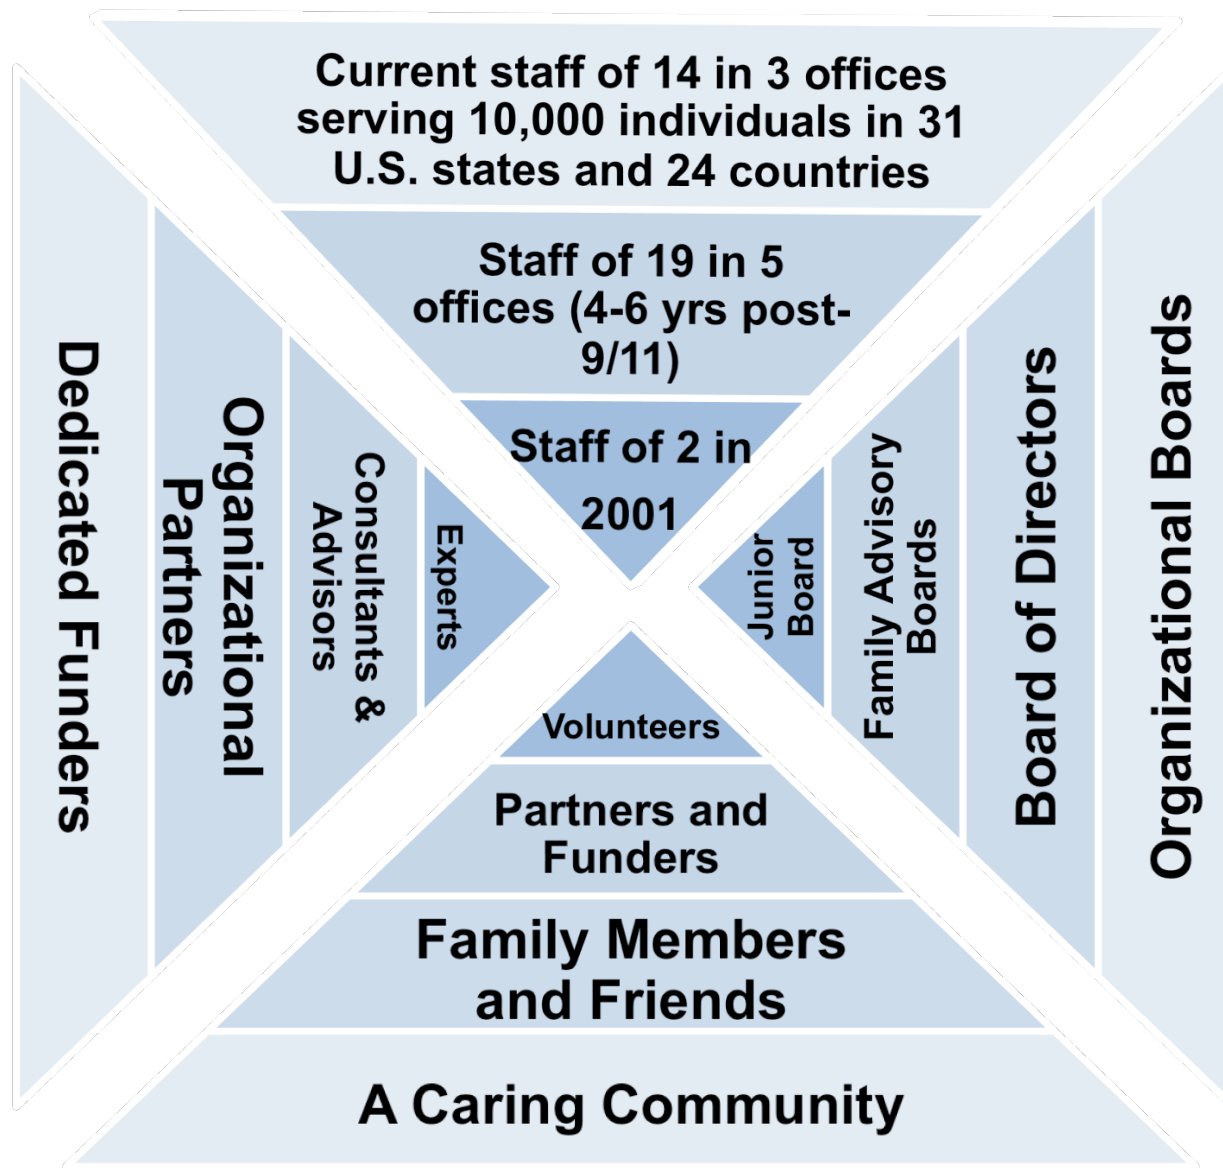 Current staff of 14 in 3 offices
serving 10,000 individuals in 31
U.S. states and 24 countries
Staff of 19 in 5
offices (4-6 yrs post-
9/11)
Staff of 2 in
2001
Dedicated Funders
Organizational
Partners
Consultants &
Advisors
Experts
Junior
Board
Family Advisory
Boards
Board of Directors
Organizational Boards
Volunteers
Partners and
Funders
Family Members
and Friends
A Caring Community